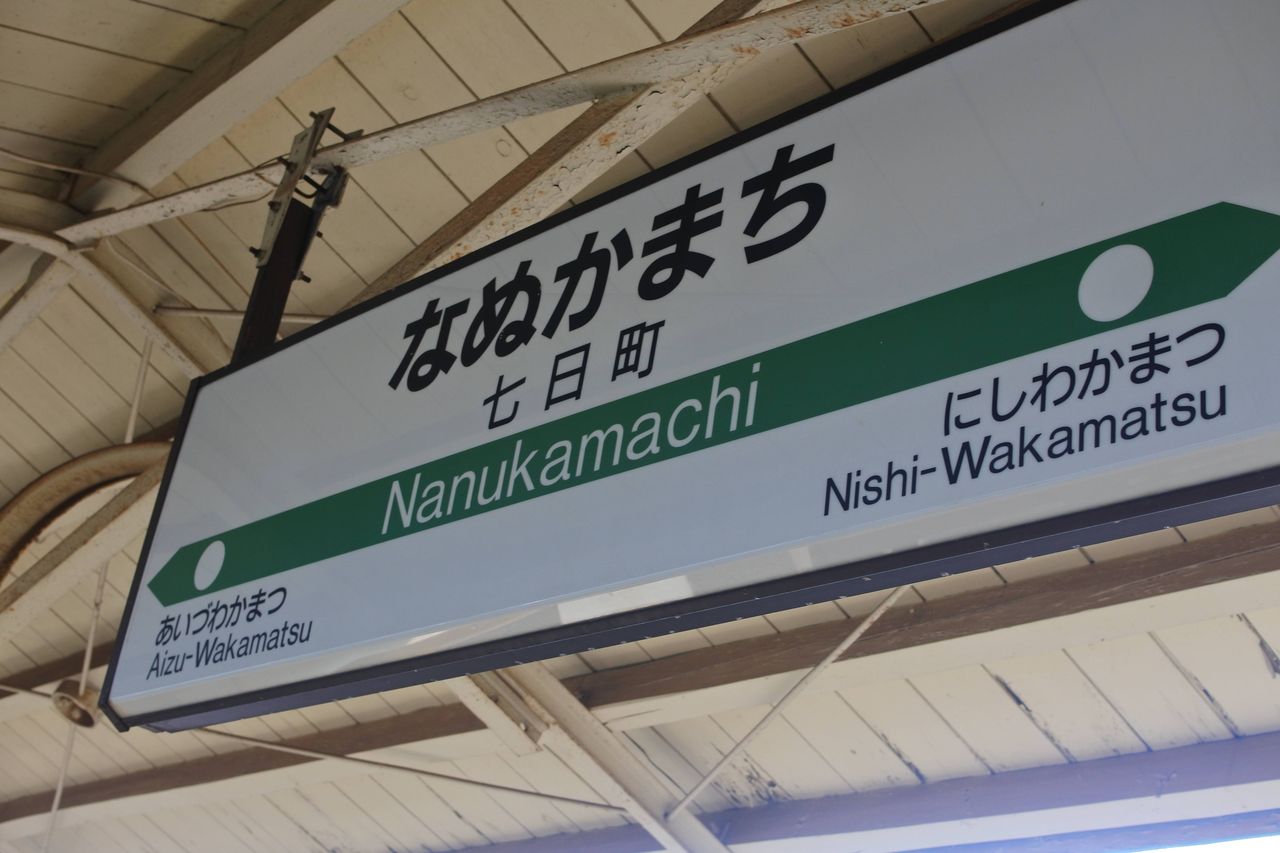 なぬかまち
七日町
Nanukamachi
あいづわかまつ
Aizu-Wakamatsu
にしわかまつ
Nishi-Wakamatsu